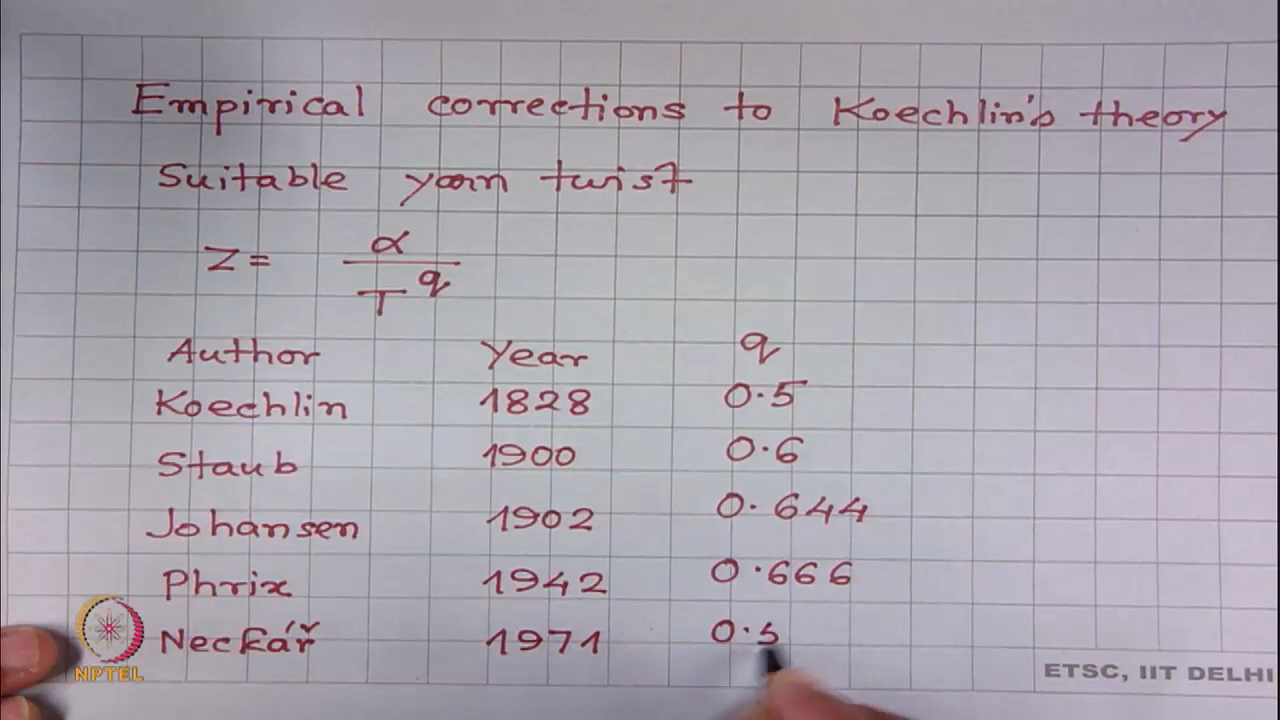 Empirical corrections to Koechlin's theory
Suitable yarn twist
Z = α / T^q
Author Year q
Koechlin 1828 0.5
Staub 1900 0.6
Johansen 1902 0.644
Phrix 1942 0.666
Neckář 1971 0.5
NPTEL
ETSC, IIT DELHI